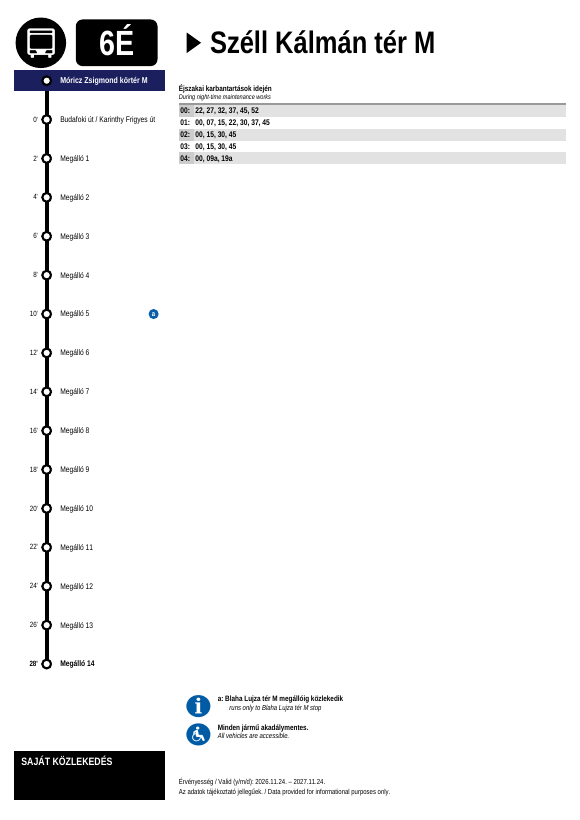 6É
Széll Kálmán tér M
Móricz Zsigmond körtér M
0' Budafoki út / Karinthy Frigyes út
2' Megálló 1
4' Megálló 2
6' Megálló 3
8' Megálló 4
10' Megálló 5 a
12' Megálló 6
14' Megálló 7
16' Megálló 8
18' Megálló 9
20' Megálló 10
22' Megálló 11
24' Megálló 12
26' Megálló 13
28' Megálló 14
SAJÁT KÖZLEKEDÉS
Éjszakai karbantartások idején
During night-time maintenance works
00: 22, 27, 32, 37, 45, 52
01: 00, 07, 15, 22, 30, 37, 45
02: 00, 15, 30, 45
03: 00, 15, 30, 45
04: 00, 09a, 19a
a: Blaha Lujza tér M megállóig közlekedik
runs only to Blaha Lujza tér M stop
Minden jármű akadálymentes.
All vehicles are accessible.
Érvényesség / Valid (y/m/d): 2026.11.24. – 2027.11.24.
Az adatok tájékoztató jellegűek. / Data provided for informational purposes only.